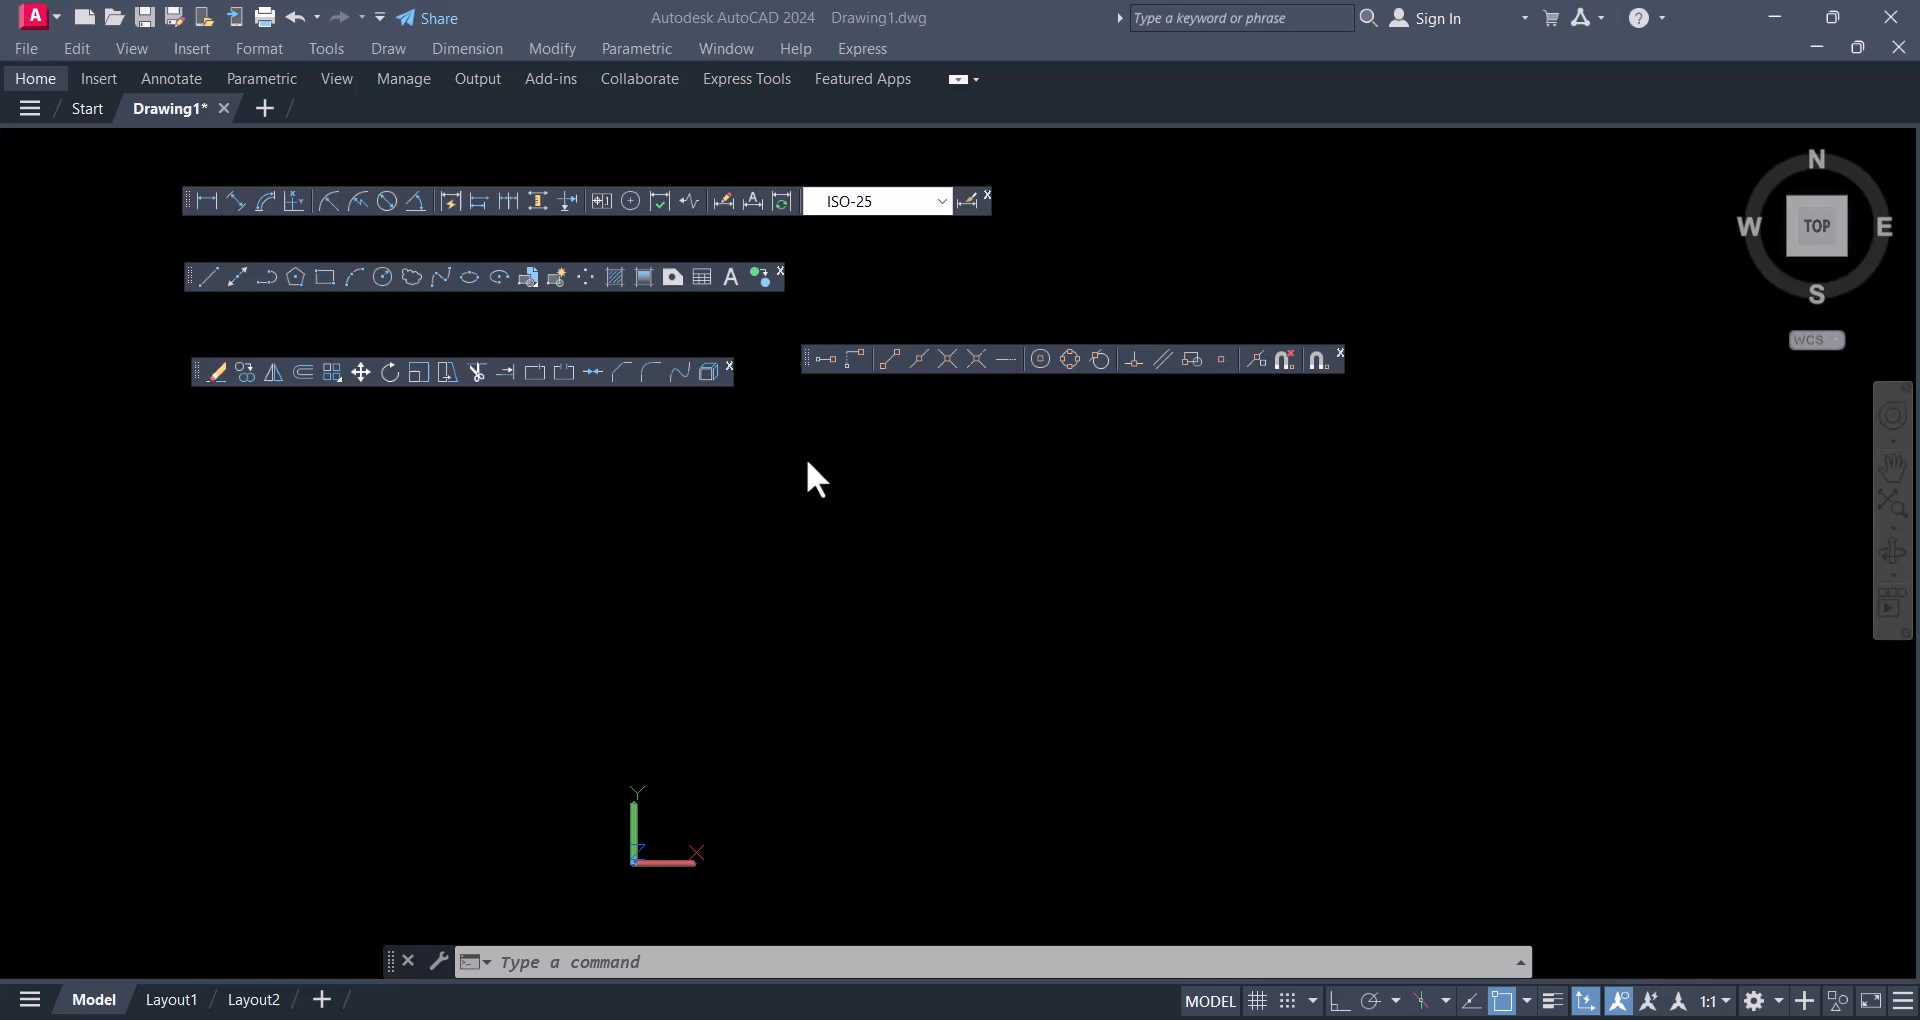 A Share Autodesk AutoCAD 2024 Drawing1.dwg Type a keyword or phrase Sign In ?
File Edit View Insert Format Tools Draw Dimension Modify Parametric Window Help Express
Home Insert Annotate Parametric View Manage Output Add-ins Collaborate Express Tools Featured Apps
Start Drawing1*
N
ISO-25
W TOP E
A
S
WCS
Y
X
Type a command
Model Layout1 Layout2 MODEL 1:1